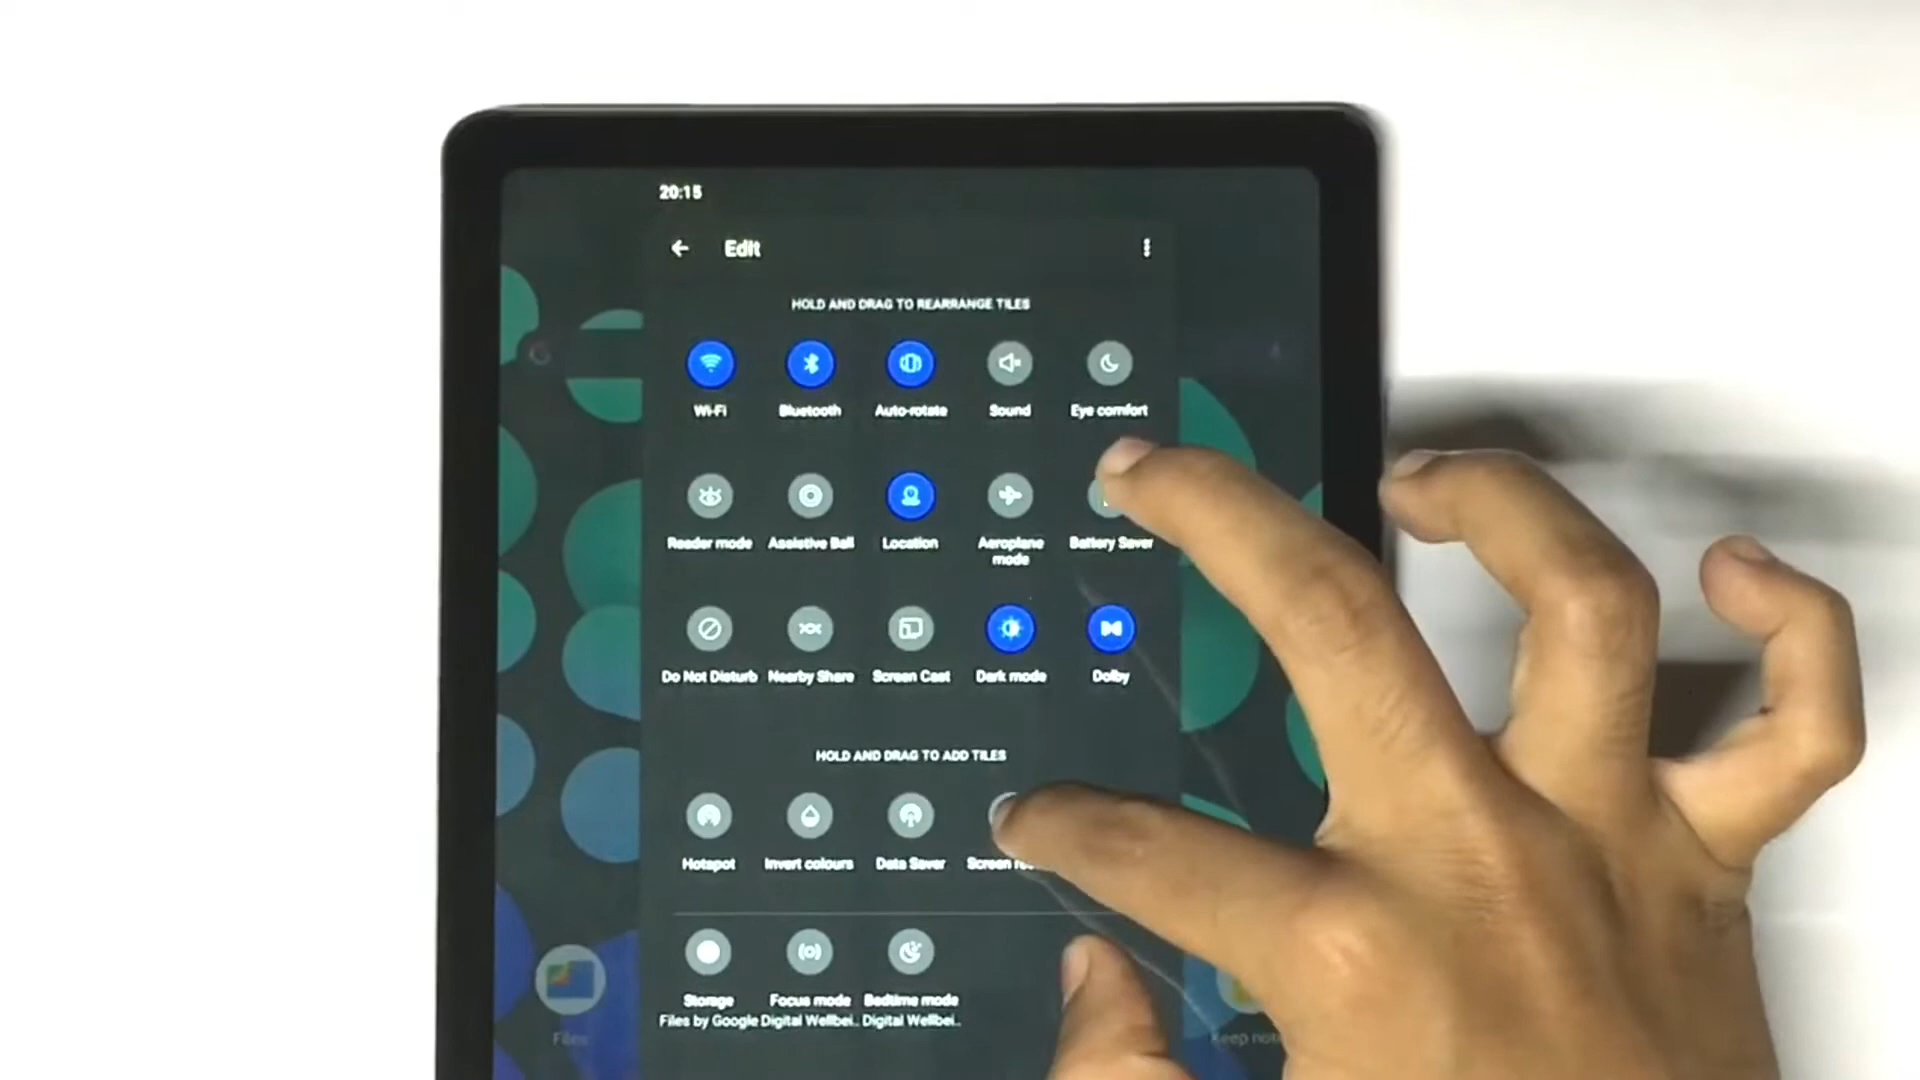 20:15
Edit
HOLD AND DRAG TO REARRANGE TILES
Wi-Fi
Bluetooth
Auto-rotate
Sound
Eye comfort
Reader mode
Assistive Ball
Location
Aeroplane
mode
Battery Saver
Do Not Disturb
Nearby Share
Screen Cast
Dark mode
Dolby
HOLD AND DRAG TO ADD TILES
Hotspot
Invert colours
Data Saver
Screen
Storage
Files by Google
Focus mode
Digital Wellbei..
Bedtime mode
Digital Wellbei..
Files
Keep